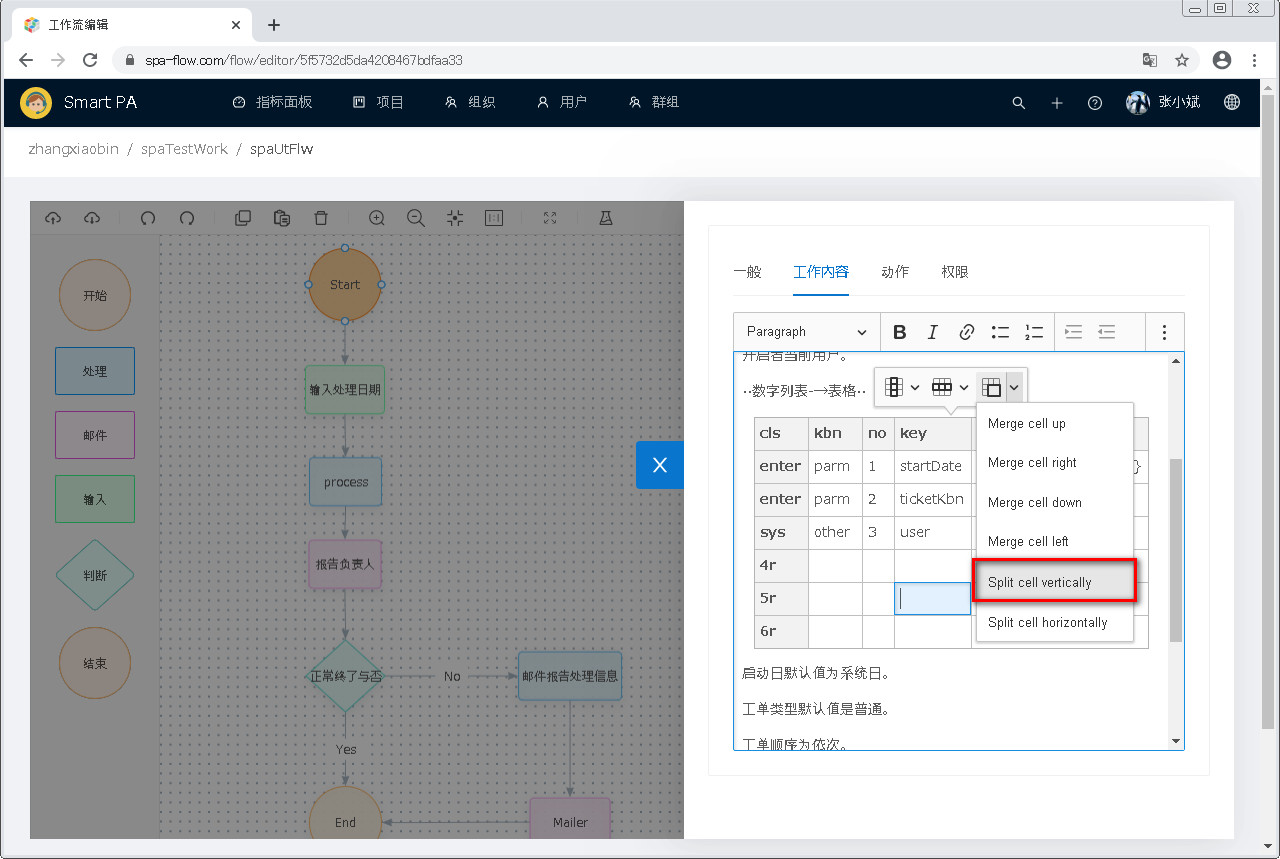 工作流编辑
spa-flow.com/flow/editor/5f5732d5da4208467bdfaa33
Smart PA 指标面板 项目 组织 用户 群组 张小斌
zhangxiaobin / spaTestWork / spaUtFlw
开始
处理
邮件
输入
判断
结束
Start
输入处理日期
process
报告负责人
正常终了与否
No
邮件报告处理信息
Yes
End
Mailer
X
一般 工作内容 动作 权限
Paragraph
开启者当前用户。
··数字列表-→表格··
cls kbn no key
enter parm 1 startDate }
enter parm 2 ticketKbn
sys other 3 user
4r
5r
6r
Merge cell up
Merge cell right
Merge cell down
Merge cell left
Split cell vertically
Split cell horizontally
启动日默认值为系统日。
工单类型默认值是普通。
工单顺序为依次。